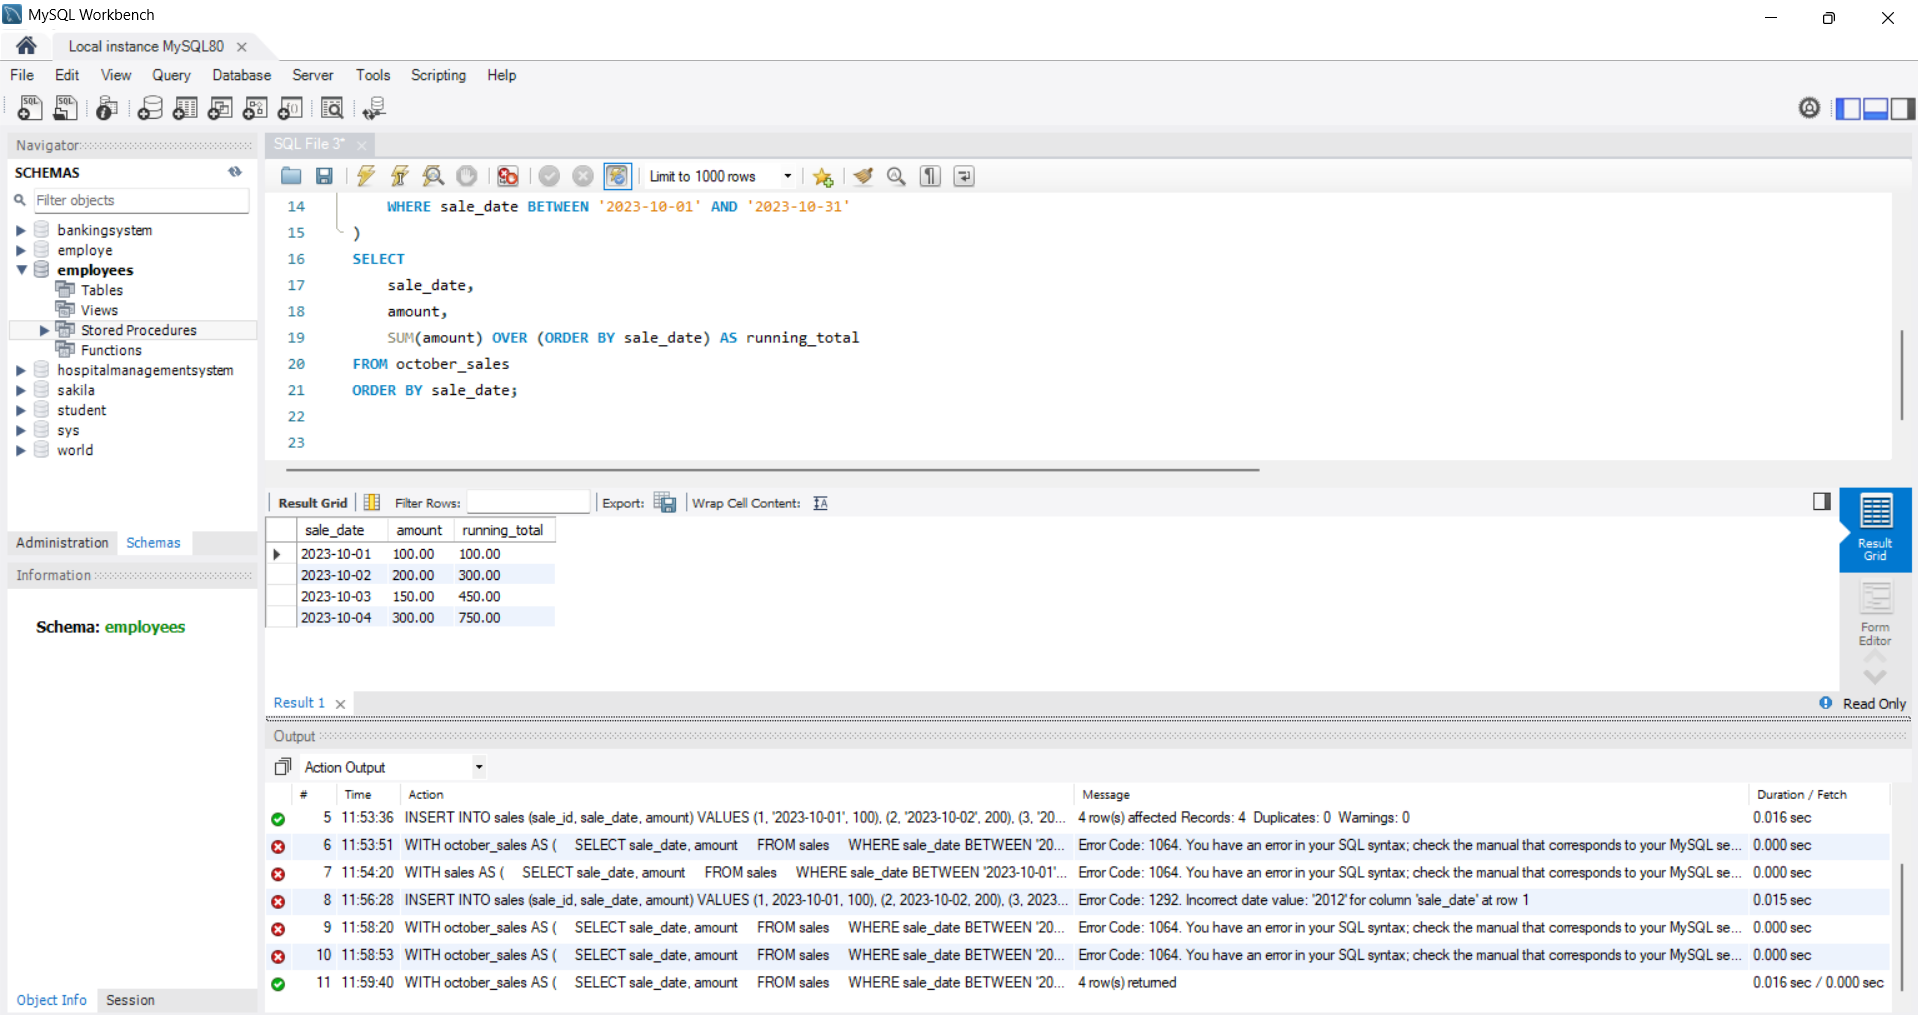 MySQL Workbench
Local instance MySQL80
File Edit View Query Database Server Tools Scripting Help
Navigator
SCHEMAS
Filter objects
bankingsystem
employe
employees
Tables
Views
Stored Procedures
Functions
hospitalmanagementsystem
sakila
student
sys
world
Administration Schemas
Information
Schema: employees
Object Info Session
SQL File 3*
Limit to 1000 rows
14 WHERE sale_date BETWEEN '2023-10-01' AND '2023-10-31'
15 )
16 SELECT
17 sale_date,
18 amount,
19 SUM(amount) OVER (ORDER BY sale_date) AS running_total
20 FROM october_sales
21 ORDER BY sale_date;
22
23
Result Grid Filter Rows: Export: Wrap Cell Content:
sale_date amount running_total
2023-10-01 100.00 100.00
2023-10-02 200.00 300.00
2023-10-03 150.00 450.00
2023-10-04 300.00 750.00
Result
Grid
Form
Editor
Result 1 Read Only
Output
Action Output
# Time Action Message Duration / Fetch
5 11:53:36 INSERT INTO sales (sale_id, sale_date, amount) VALUES (1, '2023-10-01', 100), (2, '2023-10-02', 200), (3, '20... 4 row(s) affected Records: 4 Duplicates: 0 Warnings: 0 0.016 sec
6 11:53:51 WITH october_sales AS ( SELECT sale_date, amount FROM sales WHERE sale_date BETWEEN '20... Error Code: 1064. You have an error in your SQL syntax; check the manual that corresponds to your MySQL se... 0.000 sec
7 11:54:20 WITH sales AS ( SELECT sale_date, amount FROM sales WHERE sale_date BETWEEN '2023-10-01'... Error Code: 1064. You have an error in your SQL syntax; check the manual that corresponds to your MySQL se... 0.000 sec
8 11:56:28 INSERT INTO sales (sale_id, sale_date, amount) VALUES (1, 2023-10-01, 100), (2, 2023-10-02, 200), (3, 2023... Error Code: 1292. Incorrect date value: '2012' for column 'sale_date' at row 1 0.015 sec
9 11:58:20 WITH october_sales AS ( SELECT sale_date, amount FROM sales WHERE sale_date BETWEEN '20... Error Code: 1064. You have an error in your SQL syntax; check the manual that corresponds to your MySQL se... 0.000 sec
10 11:58:53 WITH october_sales AS ( SELECT sale_date, amount FROM sales WHERE sale_date BETWEEN '20... Error Code: 1064. You have an error in your SQL syntax; check the manual that corresponds to your MySQL se... 0.000 sec
11 11:59:40 WITH october_sales AS ( SELECT sale_date, amount FROM sales WHERE sale_date BETWEEN '20... 4 row(s) returned 0.016 sec / 0.000 sec